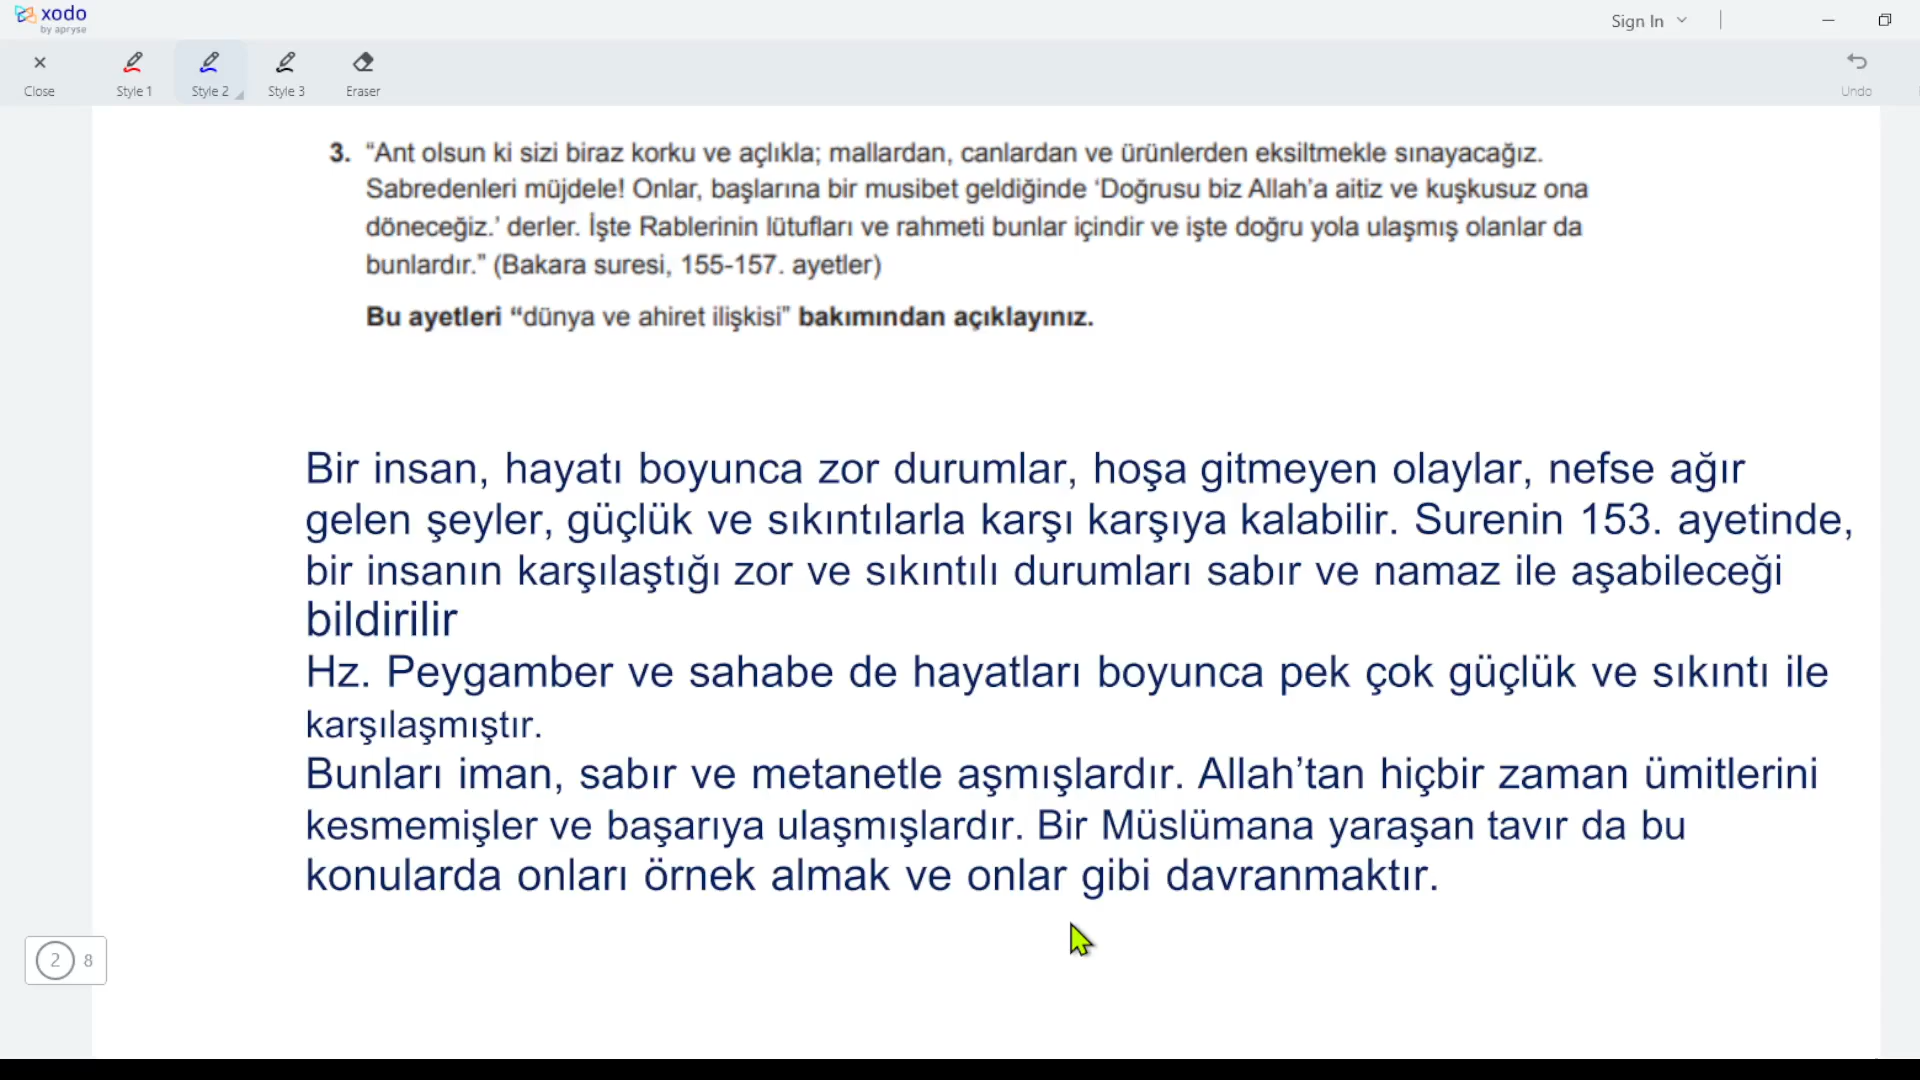 xodo
by apryse
Sign In
Close
Style 1
Style 2
Style 3
Eraser
Undo
3. “Ant olsun ki sizi biraz korku ve açlıkla; mallardan, canlardan ve ürünlerden eksiltmekle sınayacağız.
Sabredenleri müjdele! Onlar, başlarına bir musibet geldiğinde ‘Doğrusu biz Allah’a aitiz ve kuşkusuz ona
döneceğiz.’ derler. İşte Rablerinin lütufları ve rahmeti bunlar içindir ve işte doğru yola ulaşmış olanlar da
bunlardır.” (Bakara suresi, 155-157. ayetler)
Bu ayetleri “dünya ve ahiret ilişkisi” bakımından açıklayınız.
Bir insan, hayatı boyunca zor durumlar, hoşa gitmeyen olaylar, nefse ağır
gelen şeyler, güçlük ve sıkıntılarla karşı karşıya kalabilir. Surenin 153. ayetinde,
bir insanın karşılaştığı zor ve sıkıntılı durumları sabır ve namaz ile aşabileceği
bildirilir
Hz. Peygamber ve sahabe de hayatları boyunca pek çok güçlük ve sıkıntı ile
karşılaşmıştır.
Bunları iman, sabır ve metanetle aşmışlardır. Allah’tan hiçbir zaman ümitlerini
kesmemişler ve başarıya ulaşmışlardır. Bir Müslümana yaraşan tavır da bu
konularda onları örnek almak ve onlar gibi davranmaktır.
2 8